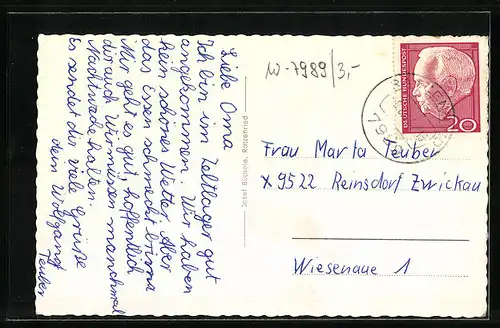 Liebe Oma
Ich bin im Zeltlager gut
angekommen. Wir haben
kein schönes Wetter. Aber
das Essen schmeckt prima
Mir geht es gut, hoffentlich
dir auch. Wir müssen manchmal
Nachtwache halten.
Es sendet dir viele Grüsse
dein Wolfgang
Teuber
Ratzenried
W-7989/3,-
DEUTSCHE BUNDESPOST
20
Frau Marta Teuber
X 9522 Reinsdorf Zwickau
Wiesenaue 1